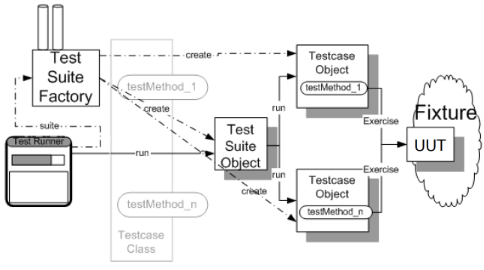 Test
Suite
Factory
create
Testcase
Object
testMethod_1
testMethod_1
create
run
Exercise
Fixture
suite
Test Runner
run
Test
Suite
Object
UUT
run
Exercise
create
Testcase
Object
testMethod_n
testMethod_n
Testcase
Class